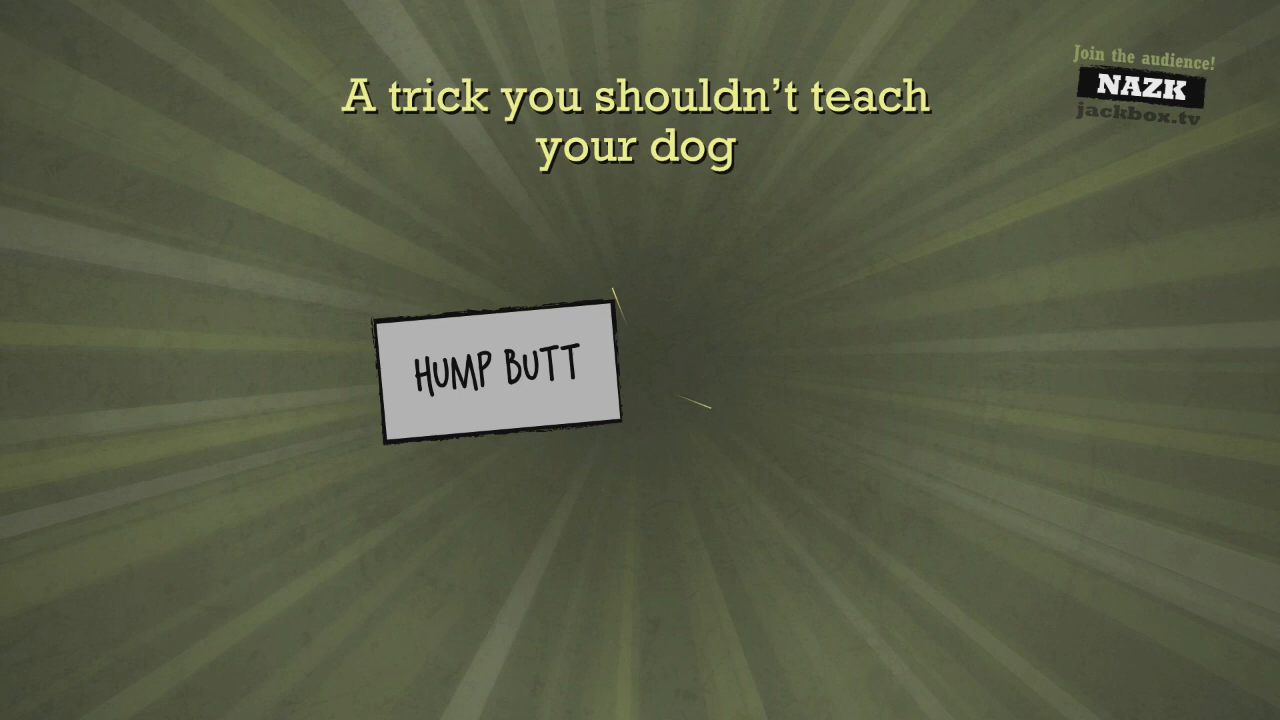 A trick you shouldn't teach
your dog
Join the audience!
NAZK
jackbox.tv
HUMP BUTT